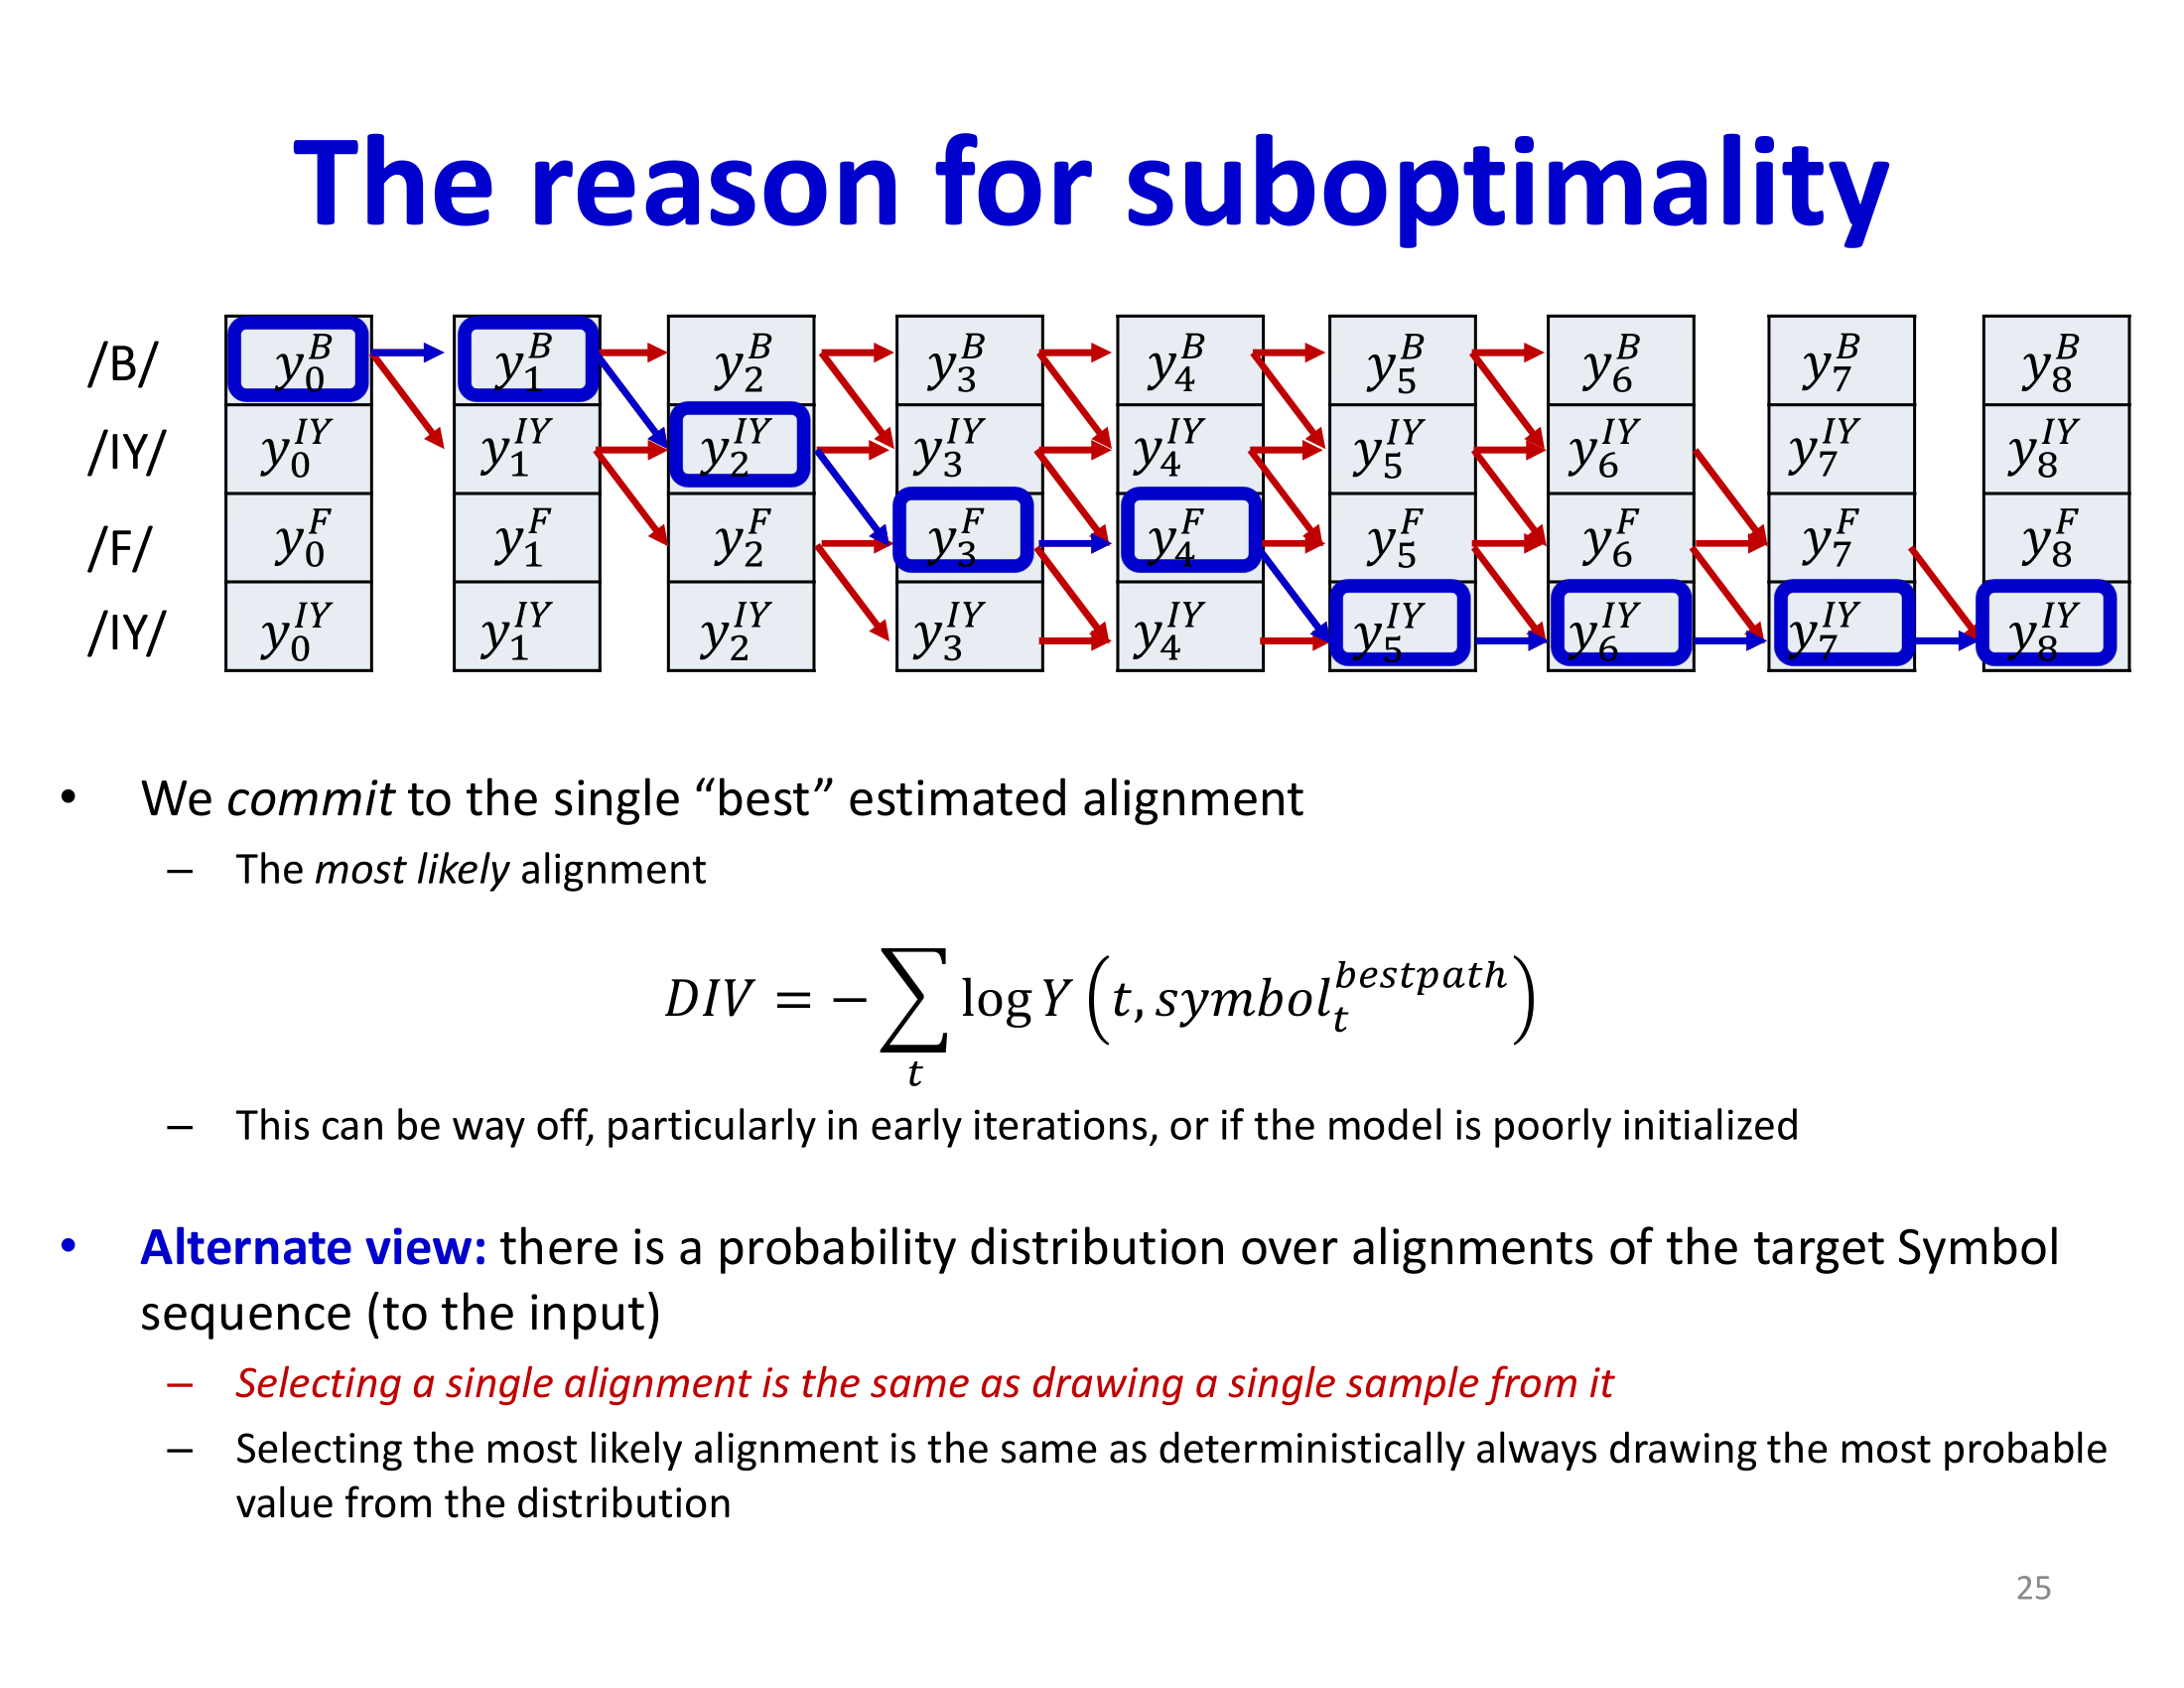 The reason for suboptimality
/B/ y_0^B y_1^B y_2^B y_3^B y_4^B y_5^B y_6^B y_7^B y_8^B
/IY/ y_0^{IY} y_1^{IY} y_2^{IY} y_3^{IY} y_4^{IY} y_5^{IY} y_6^{IY} y_7^{IY} y_8^{IY}
/F/ y_0^F y_1^F y_2^F y_3^F y_4^F y_5^F y_6^F y_7^F y_8^F
/IY/ y_0^{IY} y_1^{IY} y_2^{IY} y_3^{IY} y_4^{IY} y_5^{IY} y_6^{IY} y_7^{IY} y_8^{IY}
• We commit to the single “best” estimated alignment
– The most likely alignment
DIV = − ∑_t log Y (t, symbol_t^{bestpath})
– This can be way off, particularly in early iterations, or if the model is poorly initialized
• Alternate view: there is a probability distribution over alignments of the target Symbol
sequence (to the input)
– Selecting a single alignment is the same as drawing a single sample from it
– Selecting the most likely alignment is the same as deterministically always drawing the most probable
value from the distribution
25